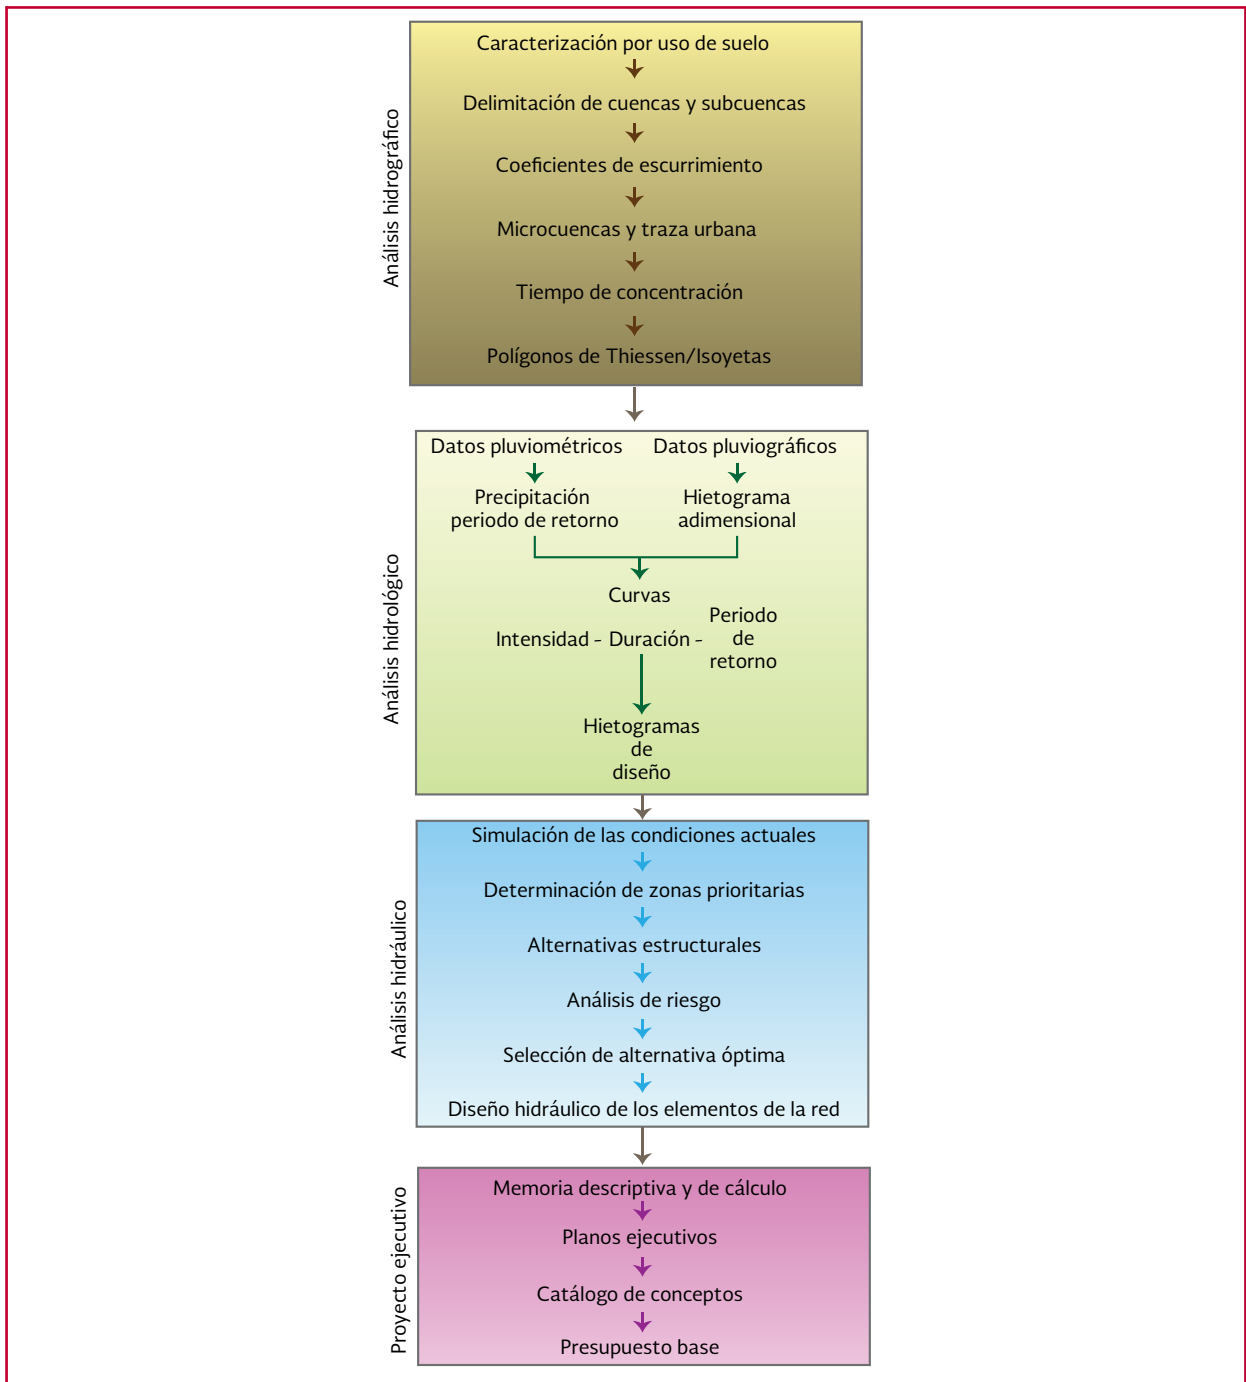 Análisis hidrográfico
Caracterización por uso de suelo
Delimitación de cuencas y subcuencas
Coeficientes de escurrimiento
Microcuencas y traza urbana
Tiempo de concentración
Polígonos de Thiessen/Isoyetas
Análisis hidrológico
Datos pluviométricos
Datos pluviográficos
Precipitación
periodo de retorno
Hietograma
adimensional
Curvas
Intensidad - Duración -
Periodo
de
retorno
Hietogramas
de
diseño
Análisis hidráulico
Simulación de las condiciones actuales
Determinación de zonas prioritarias
Alternativas estructurales
Análisis de riesgo
Selección de alternativa óptima
Diseño hidráulico de los elementos de la red
Proyecto ejecutivo
Memoria descriptiva y de cálculo
Planos ejecutivos
Catálogo de conceptos
Presupuesto base